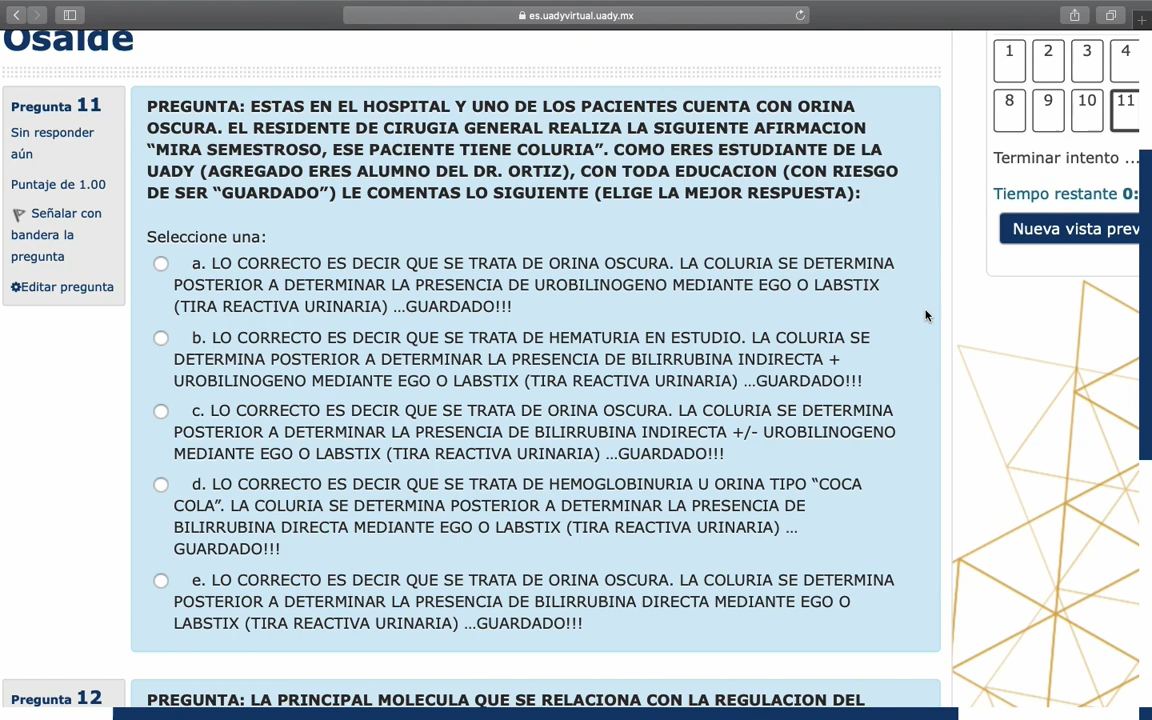 es.uadyvirtual.uady.mx
Osalde
Pregunta 11
Sin responder
aún
Puntaje de 1.00
Señalar con
bandera la
pregunta
Editar pregunta
PREGUNTA: ESTAS EN EL HOSPITAL Y UNO DE LOS PACIENTES CUENTA CON ORINA
OSCURA. EL RESIDENTE DE CIRUGIA GENERAL REALIZA LA SIGUIENTE AFIRMACION
“MIRA SEMESTROSO, ESE PACIENTE TIENE COLURIA”. COMO ERES ESTUDIANTE DE LA
UADY (AGREGADO ERES ALUMNO DEL DR. ORTIZ), CON TODA EDUCACION (CON RIESGO
DE SER “GUARDADO”) LE COMENTAS LO SIGUIENTE (ELIGE LA MEJOR RESPUESTA):
Seleccione una:
a. LO CORRECTO ES DECIR QUE SE TRATA DE ORINA OSCURA. LA COLURIA SE DETERMINA
POSTERIOR A DETERMINAR LA PRESENCIA DE UROBILINOGENO MEDIANTE EGO O LABSTIX
(TIRA REACTIVA URINARIA) ...GUARDADO!!!
b. LO CORRECTO ES DECIR QUE SE TRATA DE HEMATURIA EN ESTUDIO. LA COLURIA SE
DETERMINA POSTERIOR A DETERMINAR LA PRESENCIA DE BILIRRUBINA INDIRECTA +
UROBILINOGENO MEDIANTE EGO O LABSTIX (TIRA REACTIVA URINARIA) ...GUARDADO!!!
c. LO CORRECTO ES DECIR QUE SE TRATA DE ORINA OSCURA. LA COLURIA SE DETERMINA
POSTERIOR A DETERMINAR LA PRESENCIA DE BILIRRUBINA INDIRECTA +/- UROBILINOGENO
MEDIANTE EGO O LABSTIX (TIRA REACTIVA URINARIA) ...GUARDADO!!!
d. LO CORRECTO ES DECIR QUE SE TRATA DE HEMOGLOBINURIA U ORINA TIPO “COCA
COLA”. LA COLURIA SE DETERMINA POSTERIOR A DETERMINAR LA PRESENCIA DE
BILIRRUBINA DIRECTA MEDIANTE EGO O LABSTIX (TIRA REACTIVA URINARIA) ...
GUARDADO!!!
e. LO CORRECTO ES DECIR QUE SE TRATA DE ORINA OSCURA. LA COLURIA SE DETERMINA
POSTERIOR A DETERMINAR LA PRESENCIA DE BILIRRUBINA DIRECTA MEDIANTE EGO O
LABSTIX (TIRA REACTIVA URINARIA) ...GUARDADO!!!
Pregunta 12
PREGUNTA: LA PRINCIPAL MOLECULA QUE SE RELACIONA CON LA REGULACION DEL
1 2 3 4
8 9 10 11
Terminar intento ...
Tiempo restante 0:
Nueva vista prev